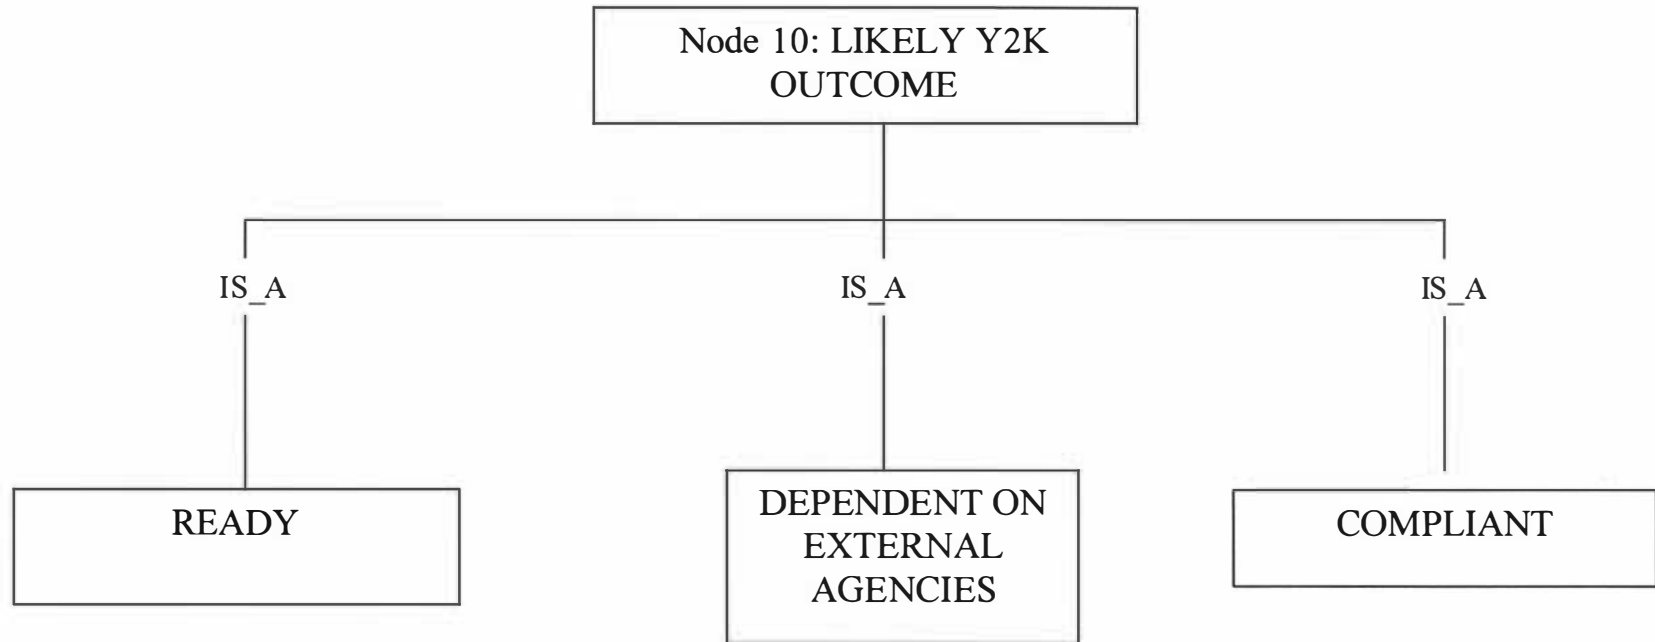 Node 10: LIKELY Y2K
OUTCOME
IS_A
IS_A
IS_A
READY
DEPENDENT ON
EXTERNAL
AGENCIES
COMPLIANT